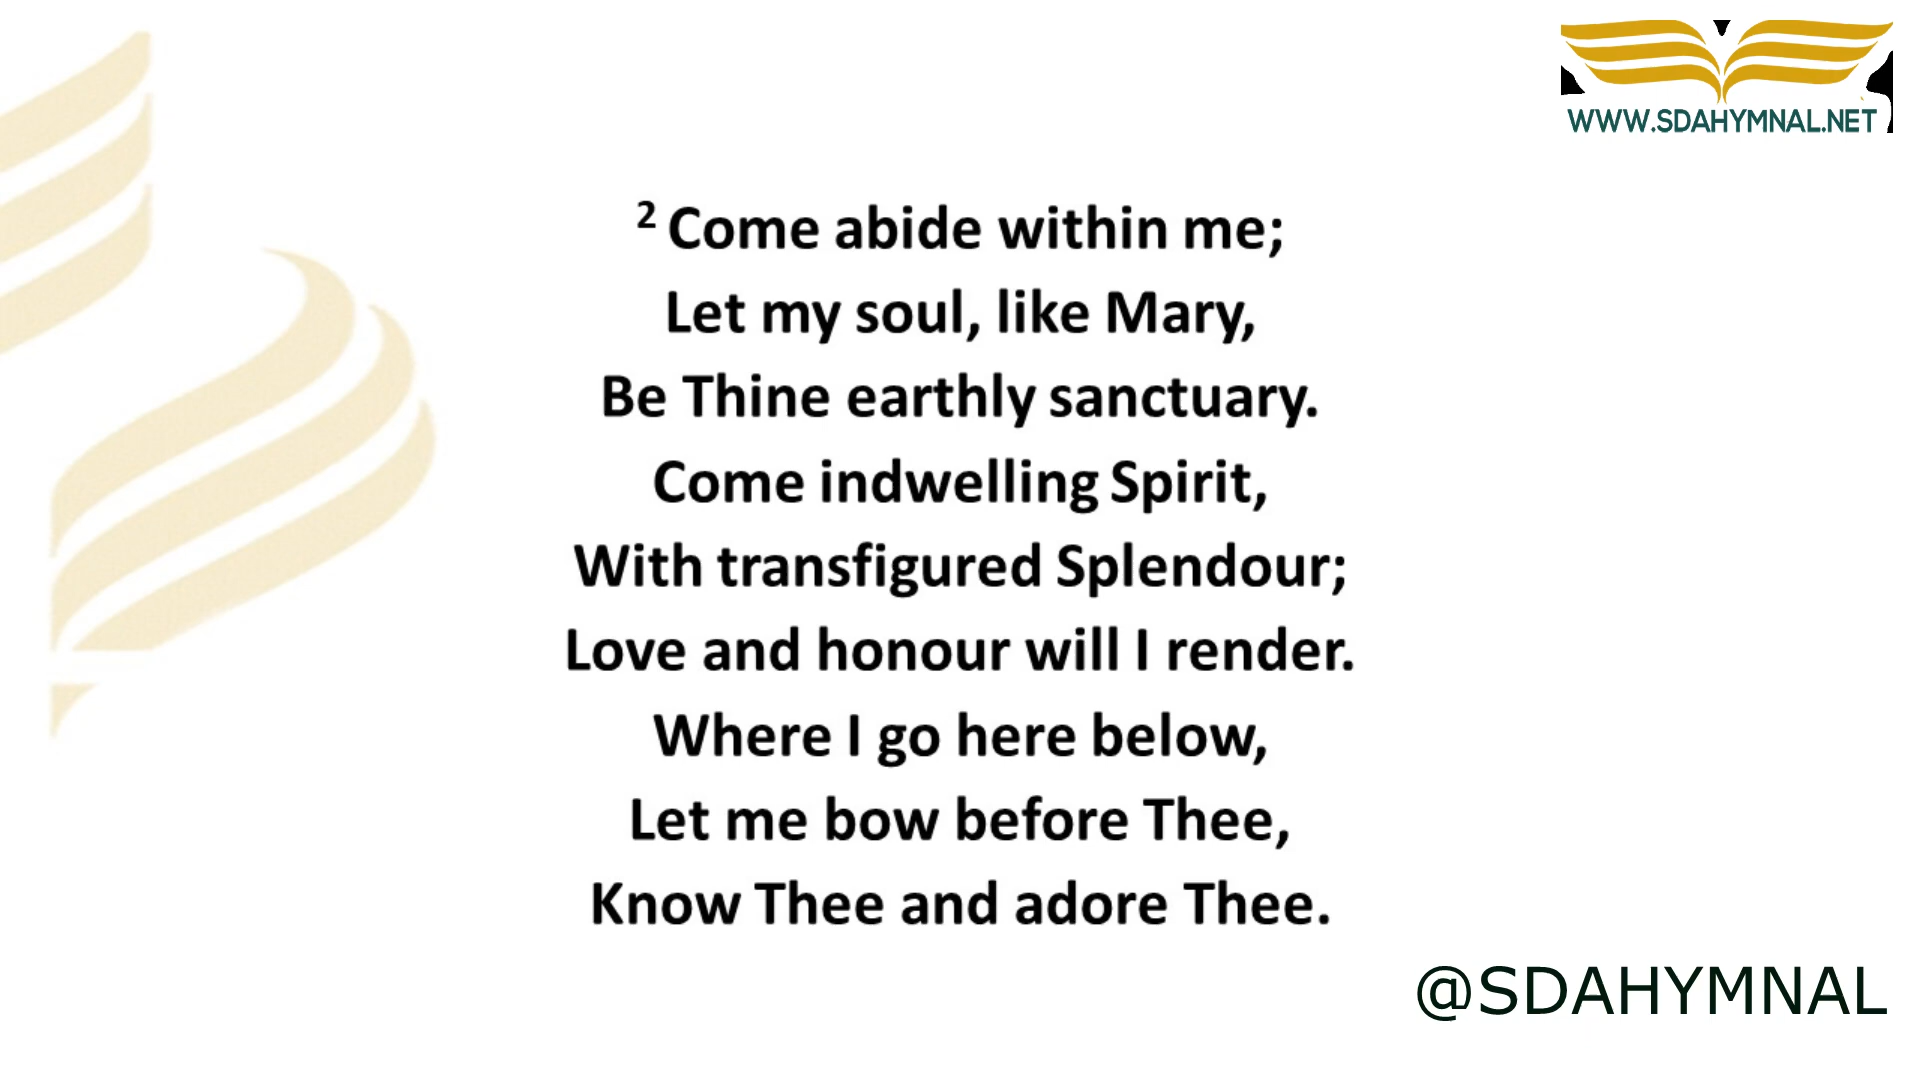 WWW.SDAHYMNAL.NET
2 Come abide within me;
Let my soul, like Mary,
Be Thine earthly sanctuary.
Come indwelling Spirit,
With transfigured Splendour;
Love and honour will I render.
Where I go here below,
Let me bow before Thee,
Know Thee and adore Thee.
@SDAHYMNAL